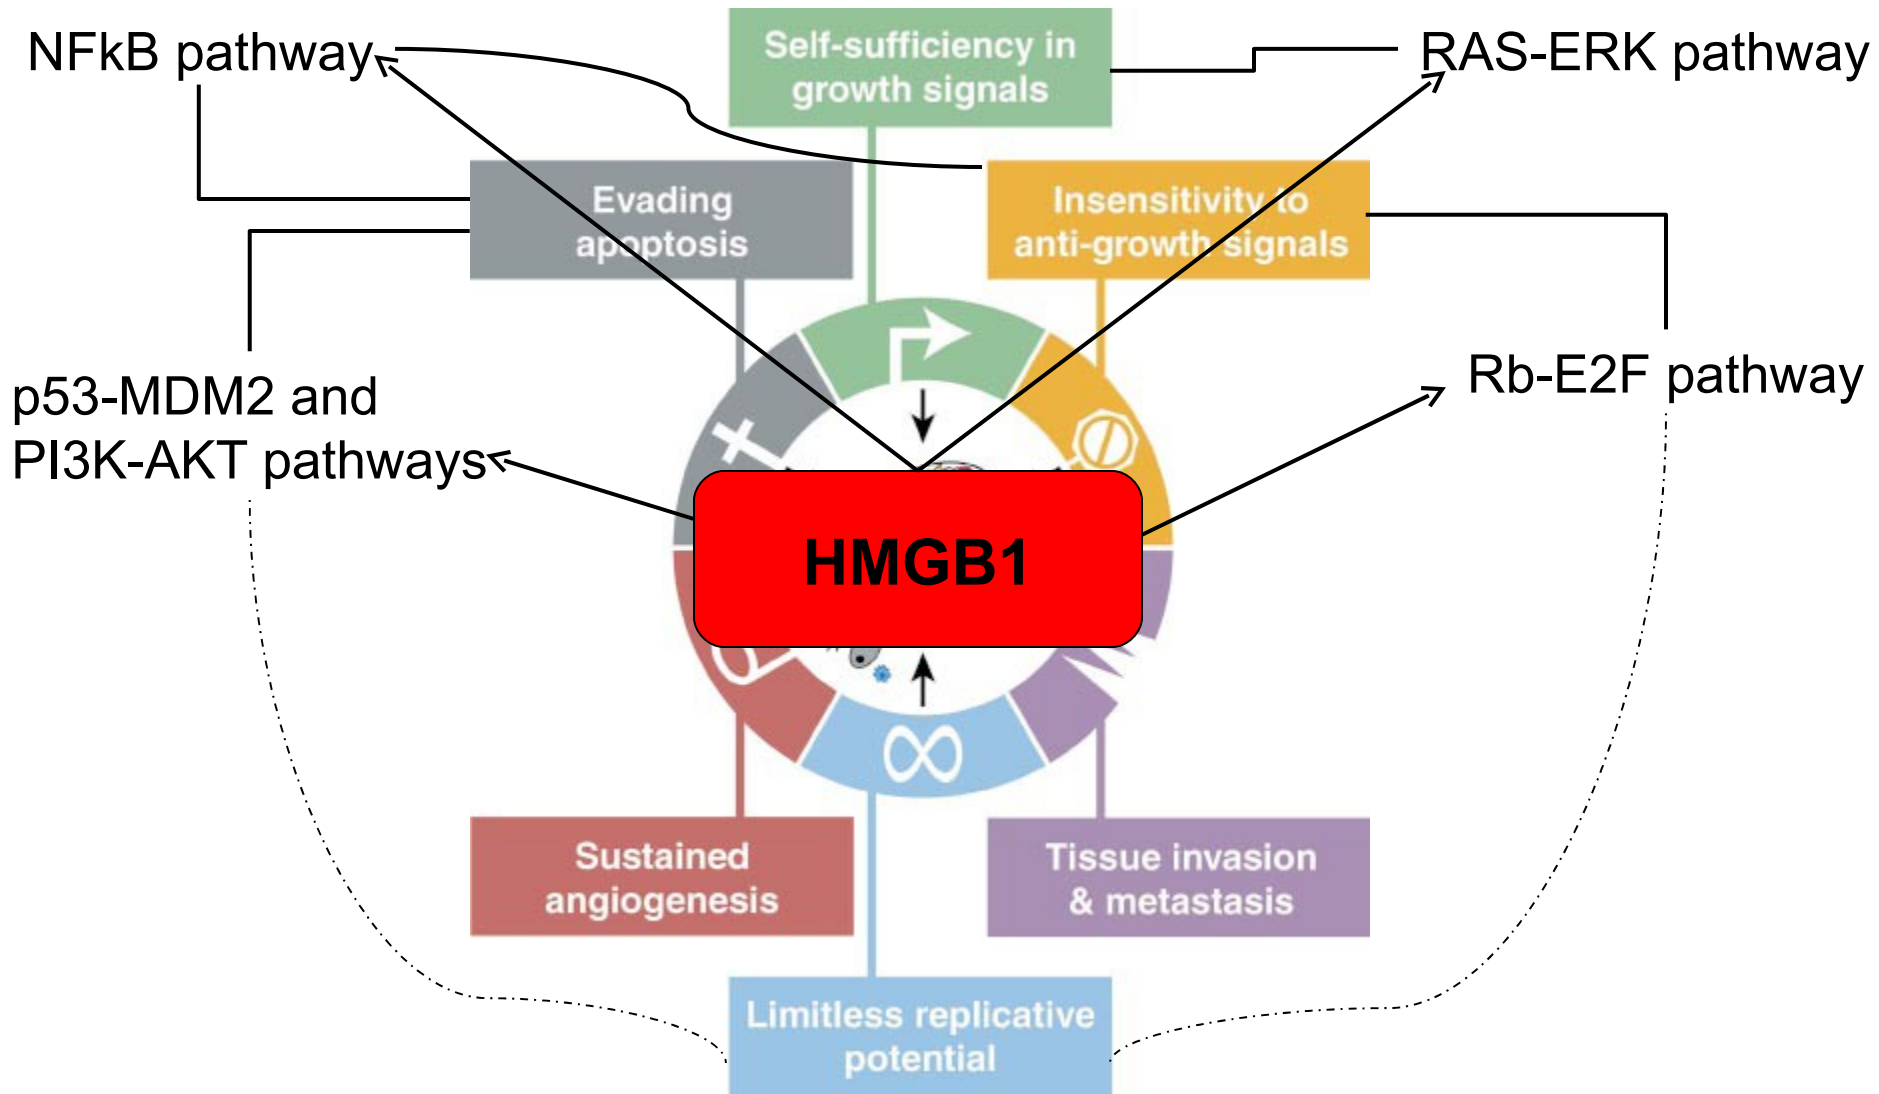 NFkB pathway
Self-sufficiency in
growth signals
RAS-ERK pathway
Evading
apoptosis
Insensitivity to
anti-growth signals
p53-MDM2 and
PI3K-AKT pathways
Rb-E2F pathway
HMGB1
Sustained
angiogenesis
Tissue invasion
& metastasis
Limitless replicative
potential